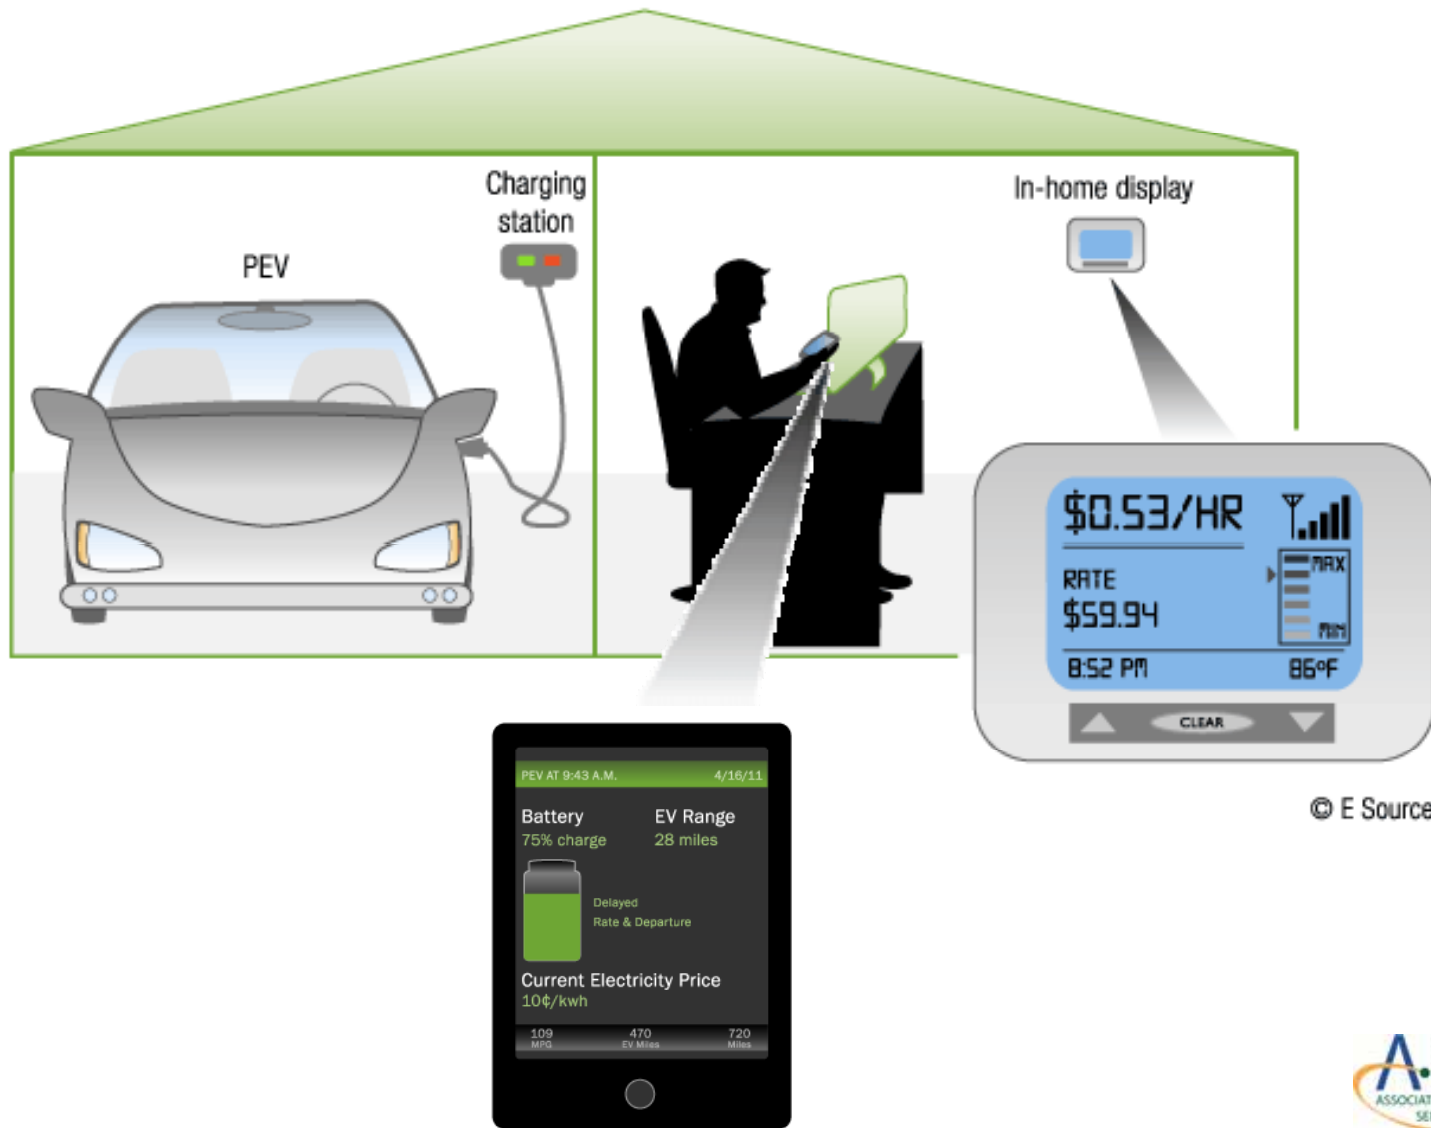 Charging
station
PEV
In-home display
$0.53/HR
RATE
$59.94
MAX
MIN
8:52 PM
86ºF
CLEAR
© E Source
PEV AT 9:43 A.M.
4/16/11
Battery
EV Range
75% charge
28 miles
Delayed
Rate & Departure
Current Electricity Price
10¢/kwh
109
470
720
MPG
EV Miles
Miles
A